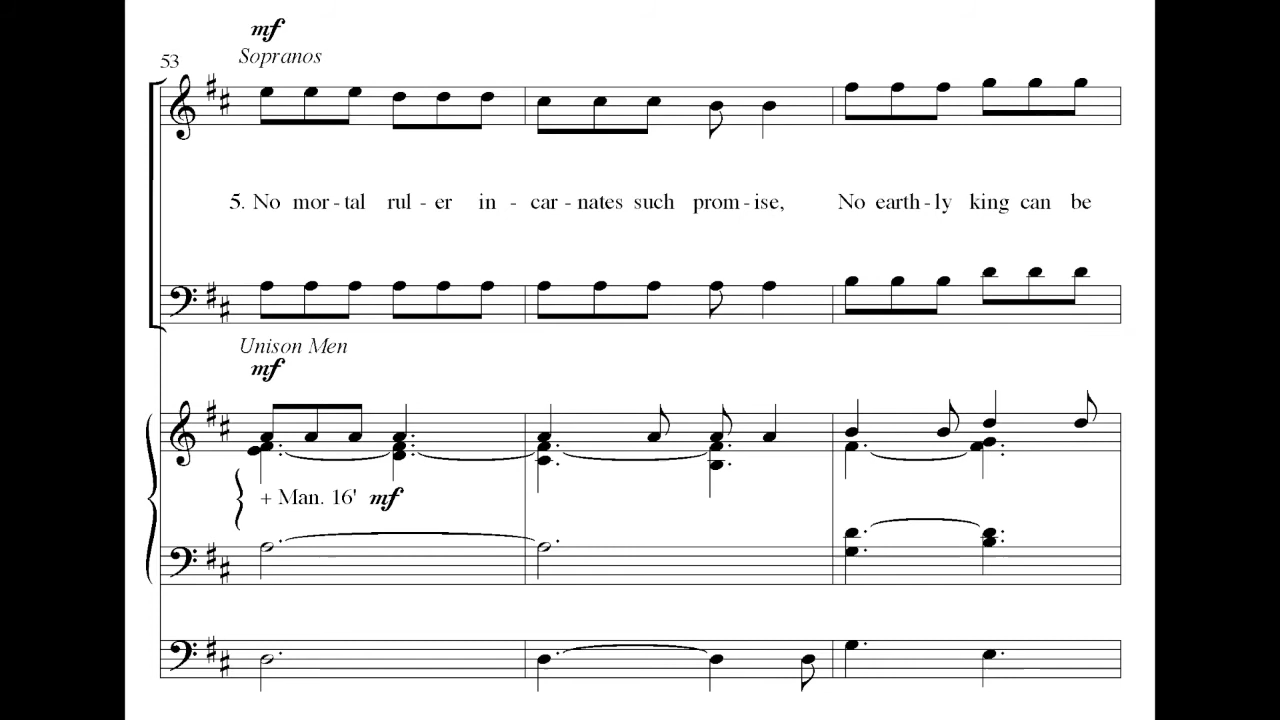 mf
Sopranos
53
5. No mor - tal rul - er in - car - nates such prom - ise, No earth - ly king can be
Unison Men
mf
+ Man. 16' mf